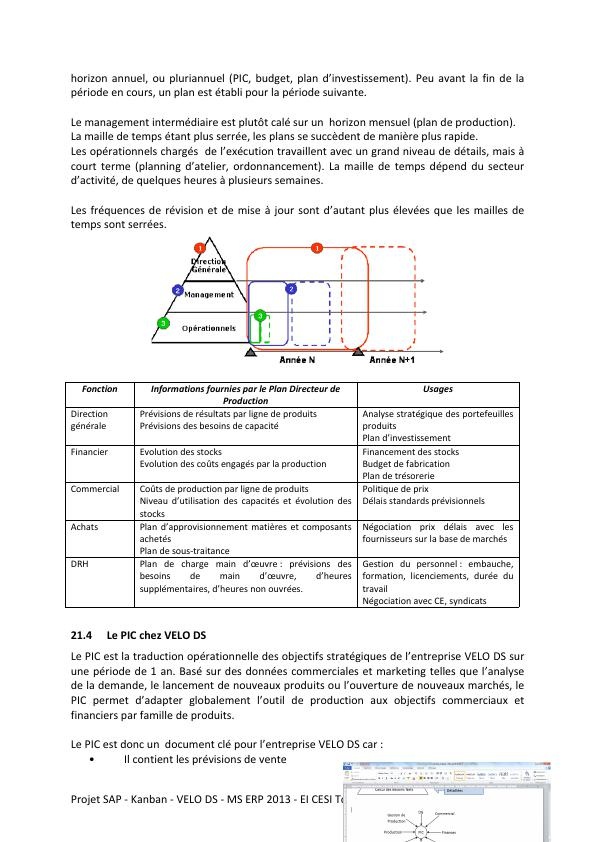 horizon annuel, ou pluriannuel (PIC, budget, plan d’investissement). Peu avant la fin de la
période en cours, un plan est établi pour la période suivante.
Le management intermédiaire est plutôt calé sur un horizon mensuel (plan de production).
La maille de temps étant plus serrée, les plans se succèdent de manière plus rapide.
Les opérationnels chargés de l’exécution travaillent avec un grand niveau de détails, mais à
court terme (planning d’atelier, ordonnancement). La maille de temps dépend du secteur
d’activité, de quelques heures à plusieurs semaines.
Les fréquences de révision et de mise à jour sont d’autant plus élevées que les mailles de
temps sont serrées.
1
1
Direction
Générale
2
Management
2
3
3
Opérationnels
Année N
Année N+1
Fonction
Informations fournies par le Plan Directeur de
Production
Usages
Direction
générale
Prévisions de résultats par ligne de produits
Prévisions des besoins de capacité
Analyse stratégique des portefeuilles
produits
Plan d’investissement
Financier
Evolution des stocks
Evolution des coûts engagés par la production
Financement des stocks
Budget de fabrication
Plan de trésorerie
Commercial
Coûts de production par ligne de produits
Niveau d’utilisation des capacités et évolution des
stocks
Politique de prix
Délais standards prévisionnels
Achats
Plan d’approvisionnement matières et composants
achetés
Plan de sous-traitance
Négociation prix délais avec les
fournisseurs sur la base de marchés
DRH
Plan de charge main d’œuvre : prévisions des
besoins de main d’œuvre, d’heures
supplémentaires, d’heures non ouvrées.
Gestion du personnel : embauche,
formation, licenciements, durée du
travail
Négociation avec CE, syndicats
21.4 Le PIC chez VELO DS
Le PIC est la traduction opérationnelle des objectifs stratégiques de l’entreprise VELO DS sur
une période de 1 an. Basé sur des données commerciales et marketing telles que l’analyse
de la demande, le lancement de nouveaux produits ou l’ouverture de nouveaux marchés, le
PIC permet d’adapter globalement l’outil de production aux objectifs commerciaux et
financiers par famille de produits.
Le PIC est donc un document clé pour l’entreprise VELO DS car :
• Il contient les prévisions de vente
Projet SAP - Kanban - VELO DS - MS ERP 2013 - EI CESI To
Calcul des Besoins Nets
Détaillées
DG
Gestion de
Production
Commercial
Production
PIC
Finances